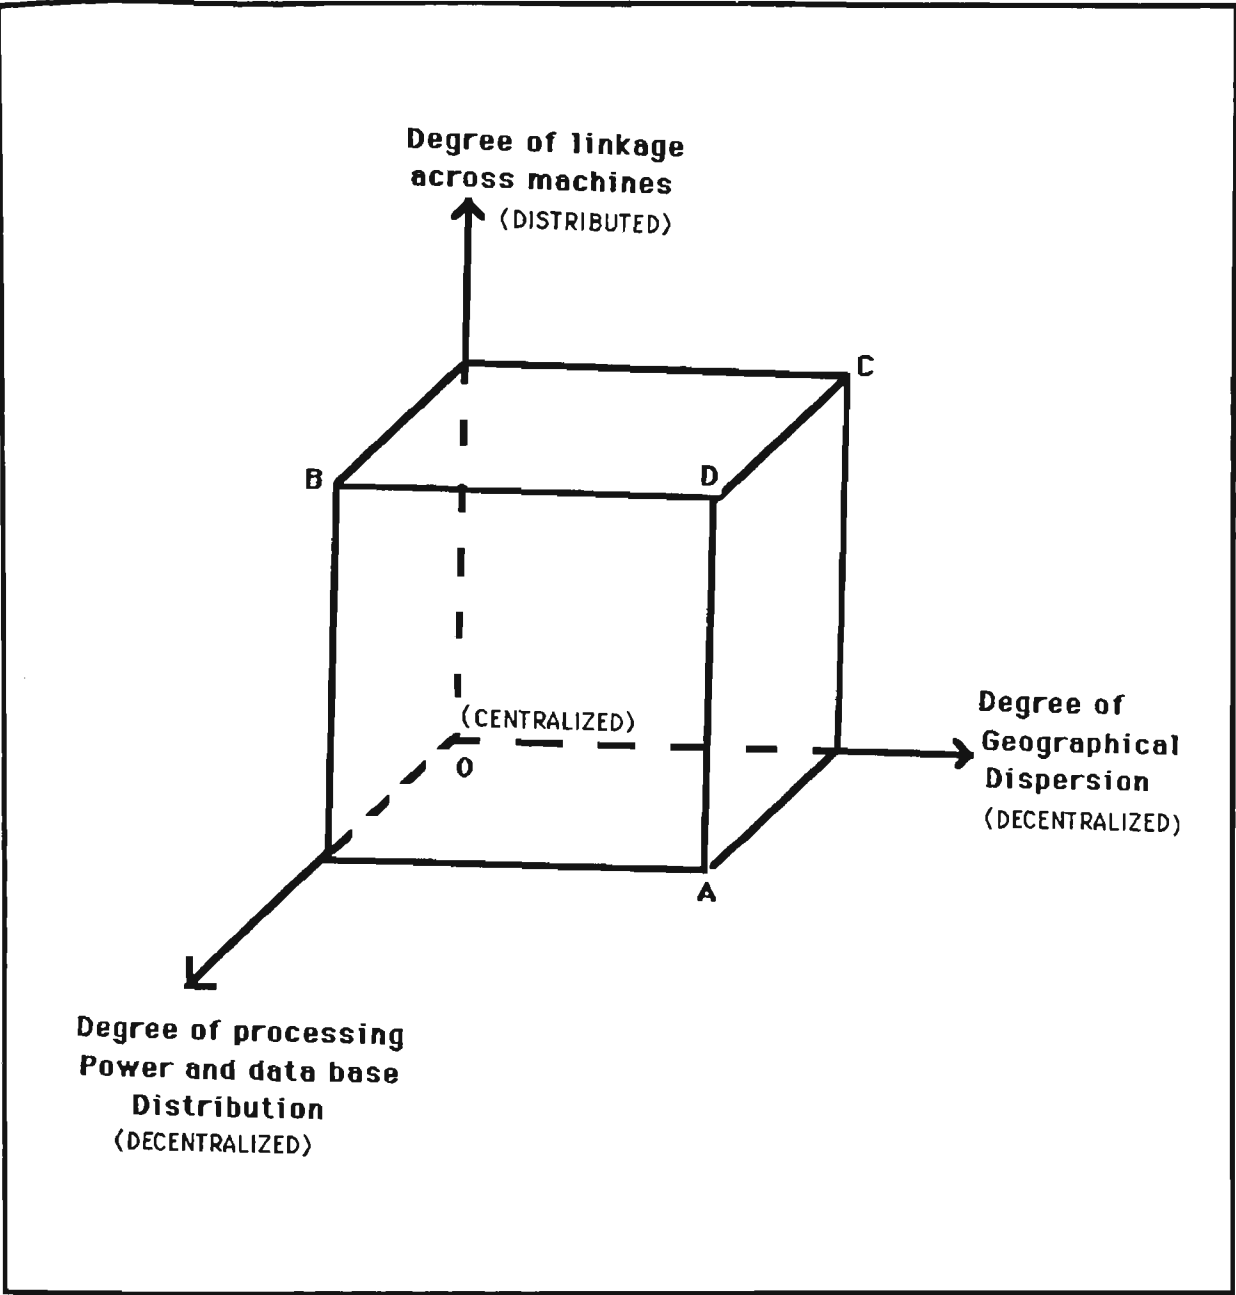 Degree of linkage
across machines
(DISTRIBUTED)
C
B
D
(CENTRALIZED)
O
Degree of
Geographical
Dispersion
(DECENTRALIZED)
A
Degree of processing
Power and data base
Distribution
(DECENTRALIZED)